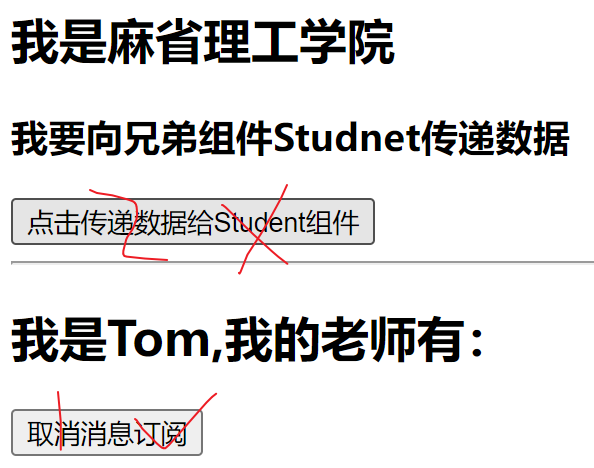 我是麻省理工学院
我要向兄弟组件Studnet传递数据
点击传递数据给Student组件
我是Tom,我的老师有：
取消消息订阅